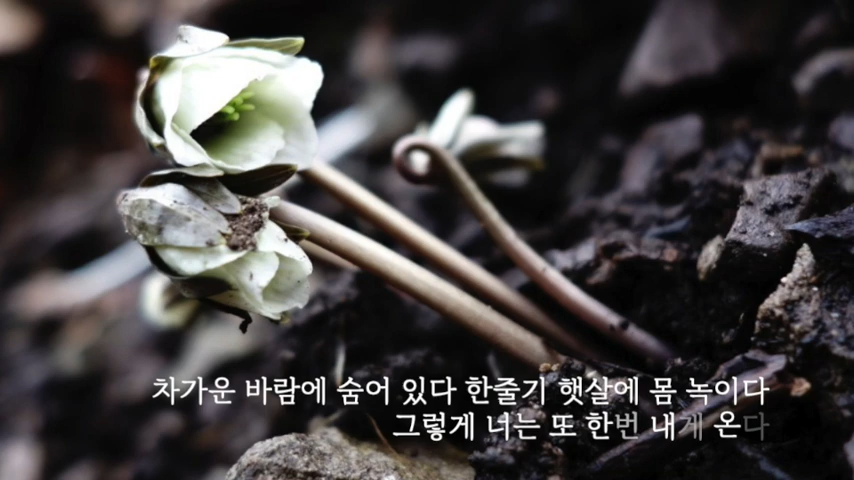 차가운 바람에 숨어 있다 한줄기 햇살에 몸 녹이다
그렇게 너는 또 한번 내게 온다